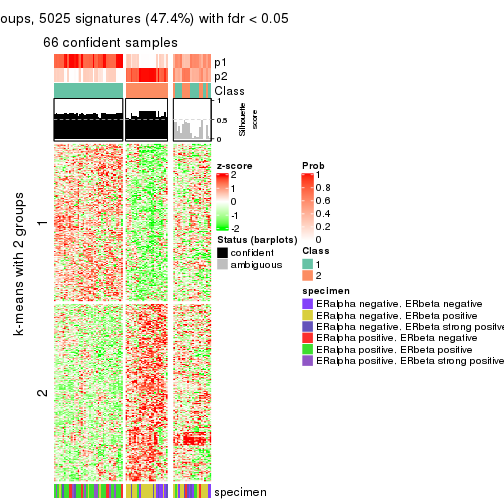 oups, 5025 signatures (47.4%) with fdr < 0.05
66 confident samples
p1
p2
Class
1
0.5
0
Silhouette
score
k-means with 2 groups
1
2
z-score
2
1
0
-1
-2
Status (barplots)
confident
ambiguous
Prob
1
0.8
0.6
0.4
0.2
0
Class
1
2
specimen
ERalpha negative. ERbeta negative
ERalpha negative. ERbeta positive
ERalpha negative. ERbeta strong positive
ERalpha positive. ERbeta negative
ERalpha positive. ERbeta positive
ERalpha positive. ERbeta strong positive
specimen